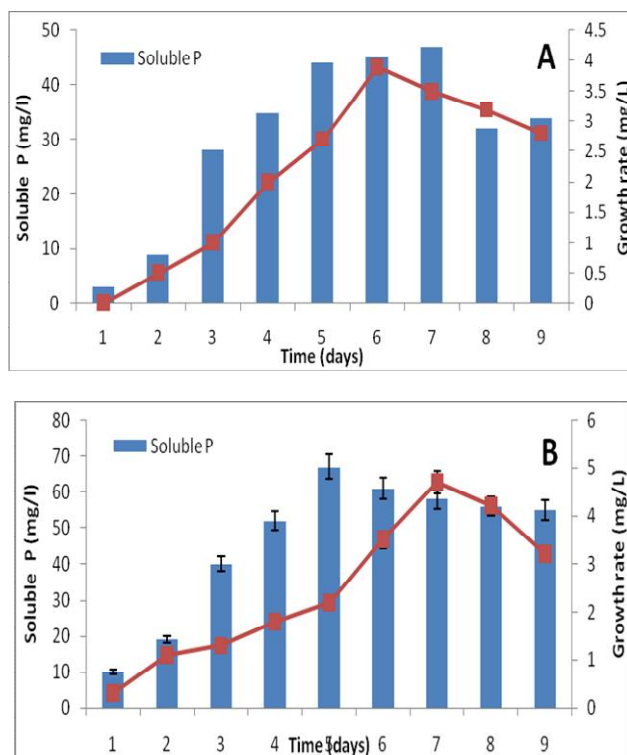 Soluble P
A
Soluble P (mg/l)
Growth rate (mg/L)
50
40
30
20
10
0
4.5
4
3.5
3
2.5
2
1.5
1
0.5
0
1 2 3 4 5 6 7 8 9
Time (days)
Soluble P
B
Soluble P (mg/l)
Growth rate (mg/L)
80
70
60
50
40
30
20
10
0
6
5
4
3
2
1
0
1 2 3 4 5 6 7 8 9
Time (days)